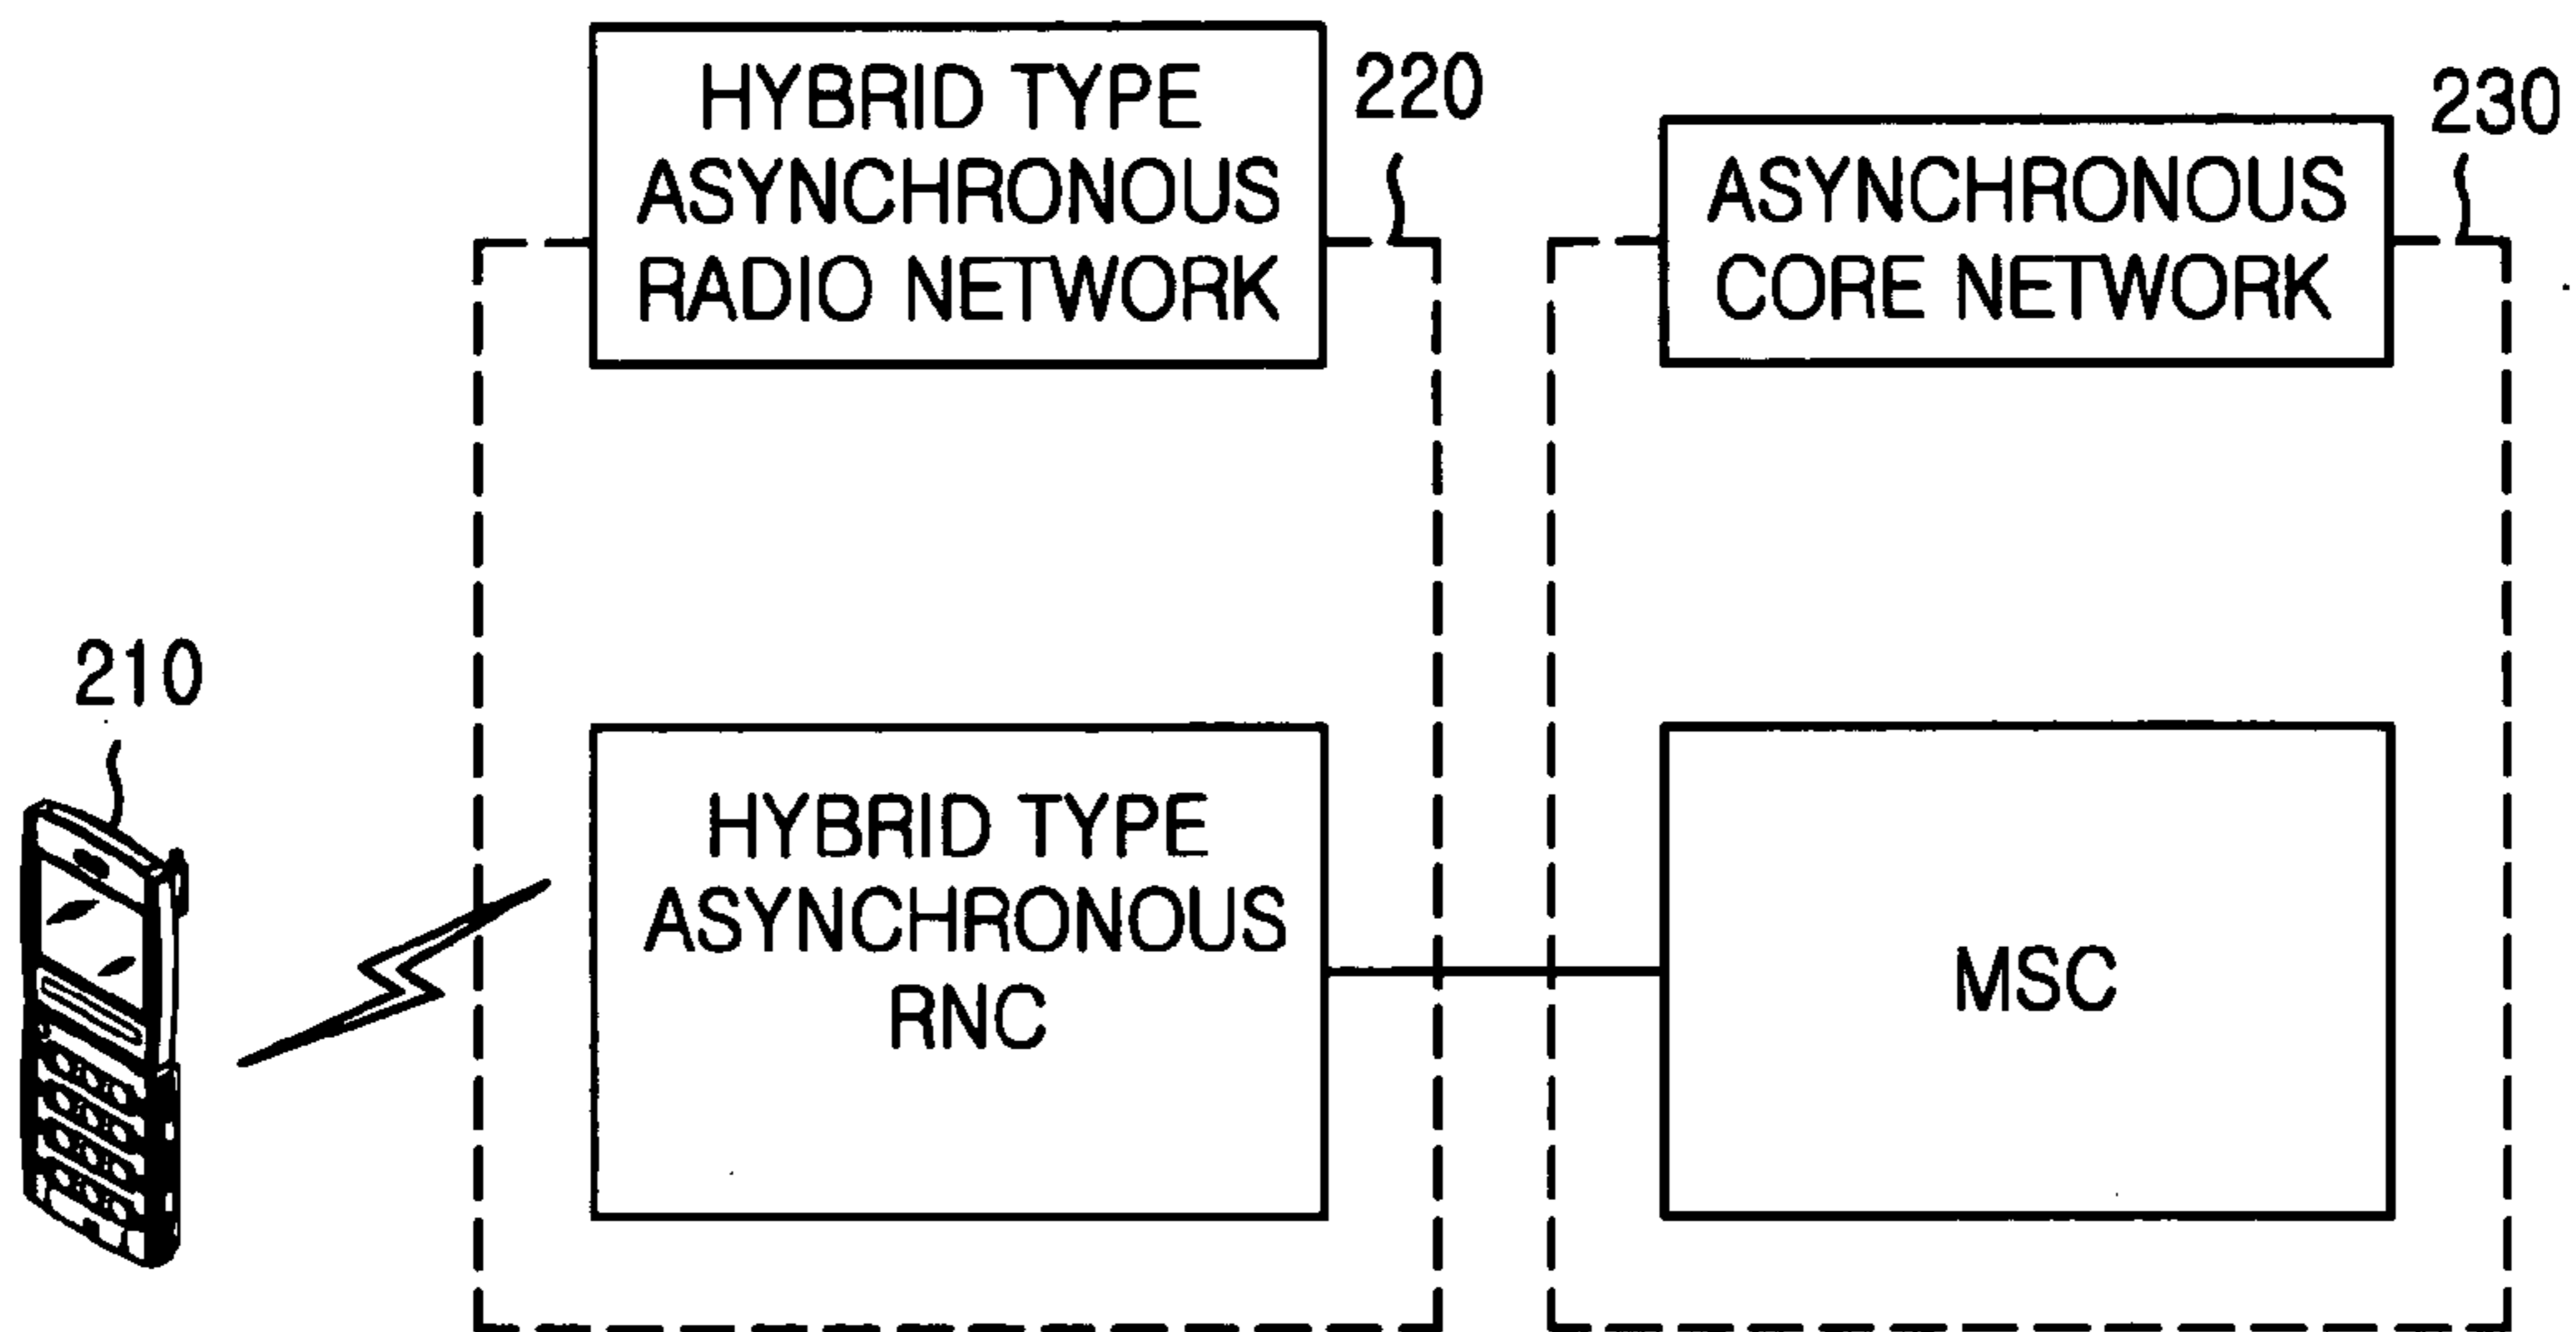 HYBRID TYPE
ASYNCHRONOUS
RADIO NETWORK
220
ASYNCHRONOUS
CORE NETWORK
230
210
HYBRID TYPE
ASYNCHRONOUS
RNC
MSC